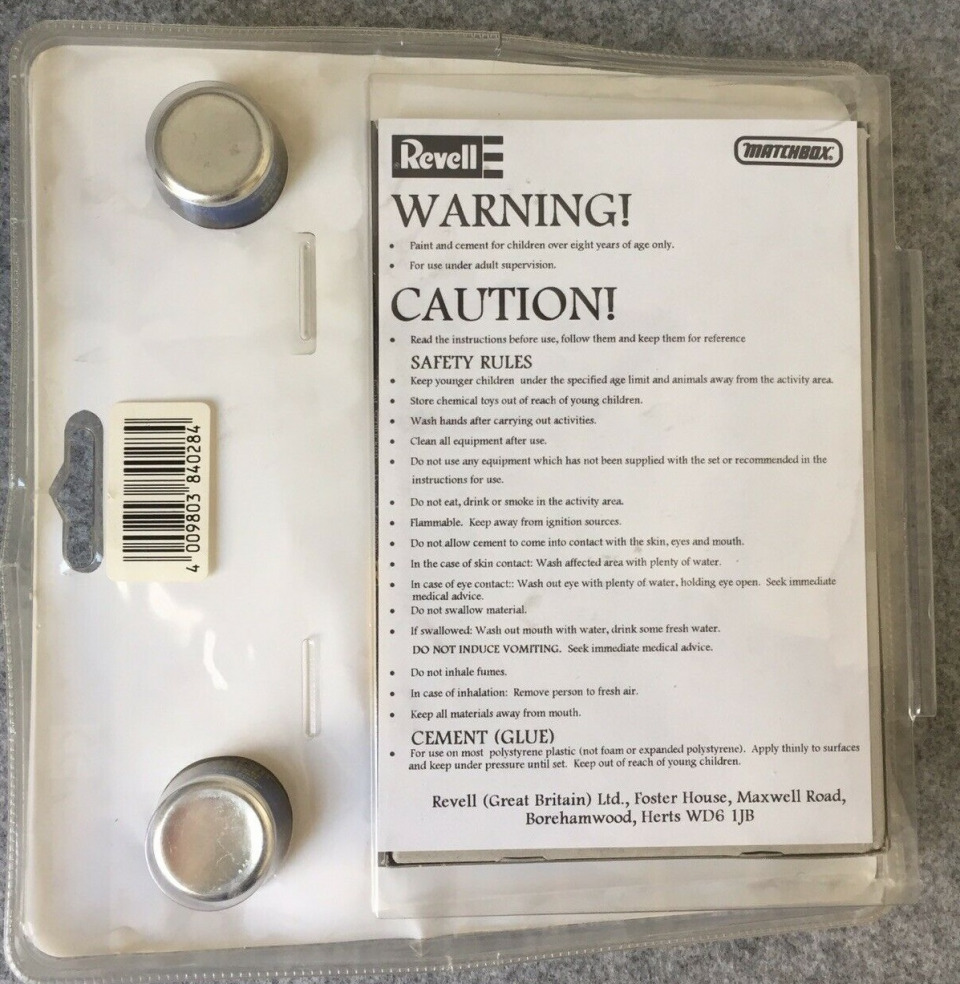 Revell
MATCHBOX
WARNING!
• Paint and cement for children over eight years of age only.
• For use under adult supervision.
CAUTION!
• Read the instructions before use, follow them and keep them for reference
SAFETY RULES
• Keep younger children under the specified age limit and animals away from the activity area.
• Store chemical toys out of reach of young children.
• Wash hands after carrying out activities.
• Clean all equipment after use.
• Do not use any equipment which has not been supplied with the set or recommended in the
instructions for use.
• Do not eat, drink or smoke in the activity area.
• Flammable. Keep away from ignition sources.
• Do not allow cement to come into contact with the skin, eyes and mouth.
• In the case of skin contact: Wash affected area with plenty of water.
• In case of eye contact:: Wash out eye with plenty of water, holding eye open. Seek immediate
medical advice.
• Do not swallow material.
• If swallowed: Wash out mouth with water, drink some fresh water.
DO NOT INDUCE VOMITING. Seek immediate medical advice.
• Do not inhale fumes.
• In case of inhalation: Remove person to fresh air.
• Keep all materials away from mouth.
CEMENT (GLUE)
• For use on most polystyrene plastic (not foam or expanded polystyrene). Apply thinly to surfaces
and keep under pressure until set. Keep out of reach of young children.
Revell (Great Britain) Ltd., Foster House, Maxwell Road,
Borehamwood, Herts WD6 1JB
4 009803 840284